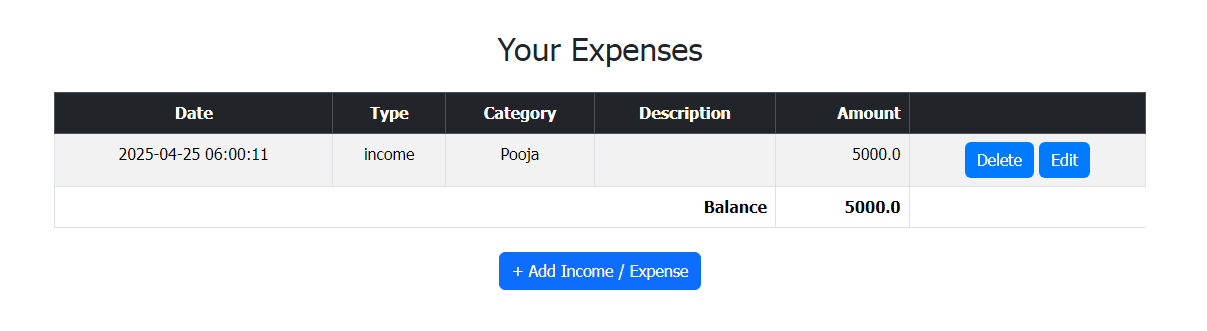 Your Expenses
Date Type Category Description Amount
2025-04-25 06:00:11 income Pooja 5000.0 Delete Edit
Balance 5000.0
+ Add Income / Expense